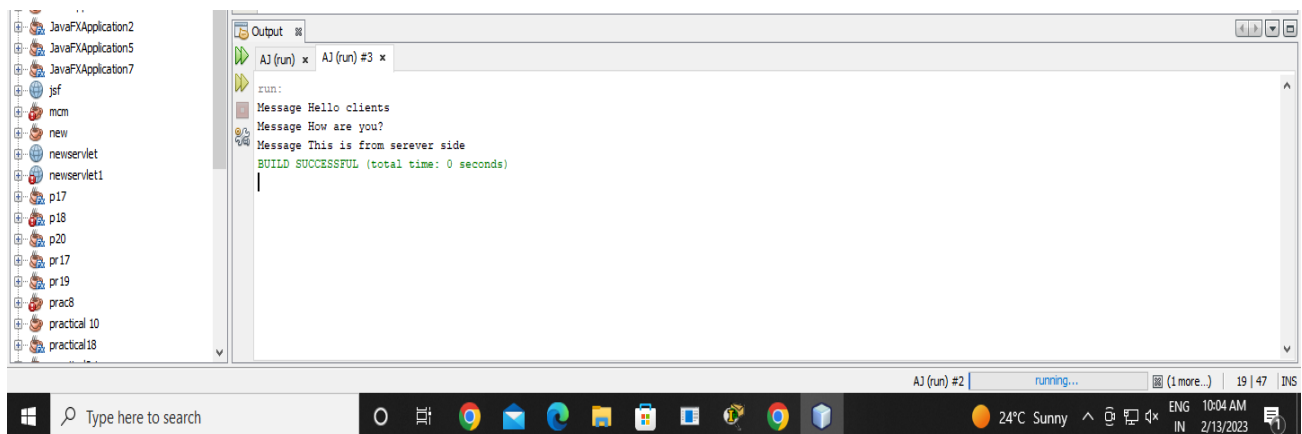 JavaFXApplication2
JavaFXApplication5
JavaFXApplication7
jsf
mcm
new
newservlet
newservlet1
p17
p18
p20
pr17
pr19
prac8
practical 10
practical18
Output
AJ (run) AJ (run) #3
run:
Message Hello clients
Message How are you?
Message This is from serever side
BUILD SUCCESSFUL (total time: 0 seconds)
AJ (run) #2 running... (1 more...) 19 | 47 INS
Type here to search
24°C Sunny
ENG
IN
10:04 AM
2/13/2023
1